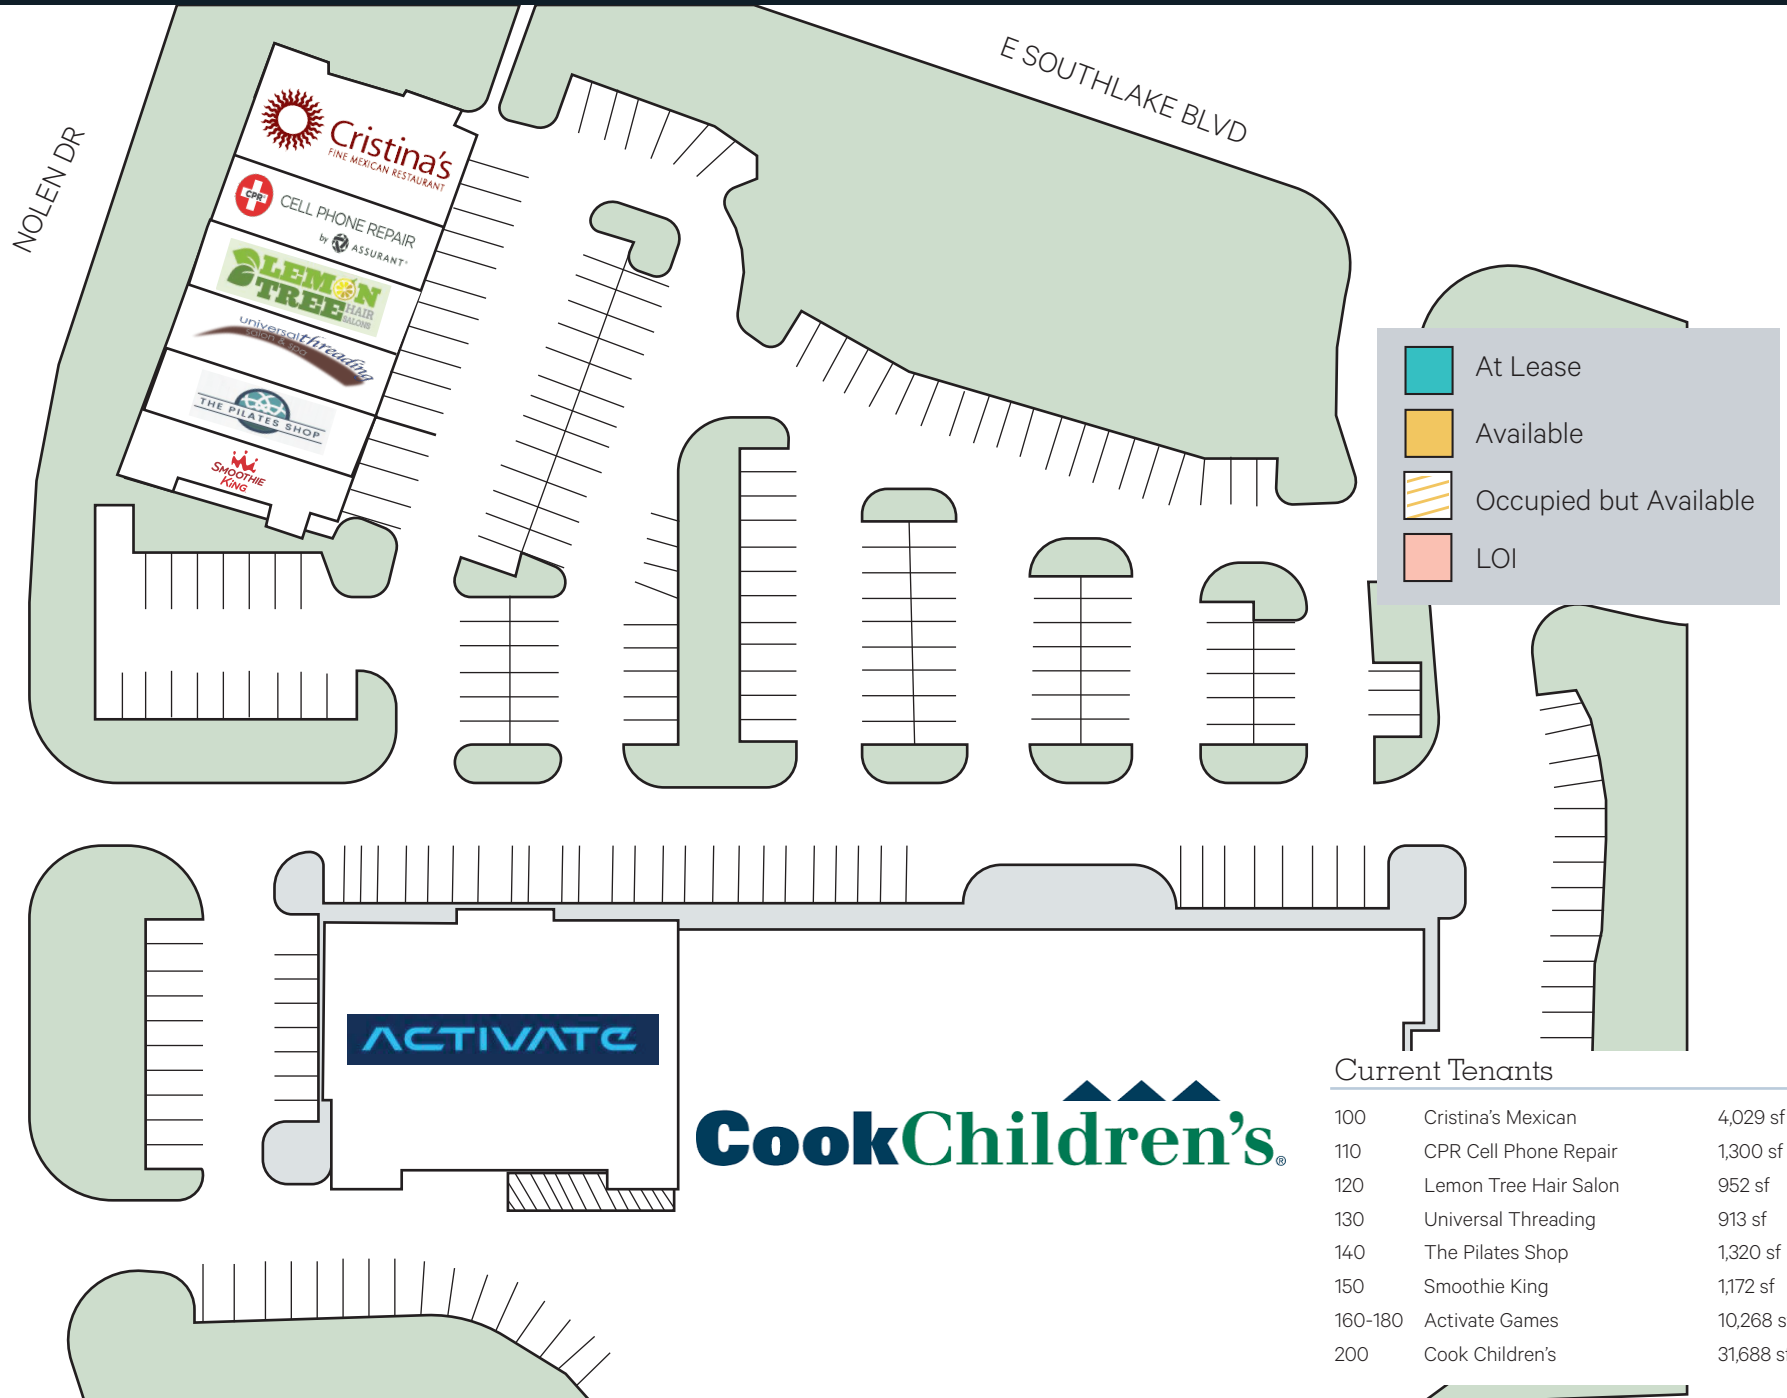 E SOUTHLAKE BLVD
NOLEN DR
Cristina's
FINE MEXICAN RESTAURANT
CPR
CELL PHONE REPAIR
by ASSURANT
LEMON
TREE HAIR
SALONS
universalthreading
salon & spa
THE PILATES SHOP
SMOOTHIE
KING
At Lease
Available
Occupied but Available
LOI
ACTIVATE
CookChildren's®
Current Tenants
100 Cristina's Mexican 4,029 sf
110 CPR Cell Phone Repair 1,300 sf
120 Lemon Tree Hair Salon 952 sf
130 Universal Threading 913 sf
140 The Pilates Shop 1,320 sf
150 Smoothie King 1,172 sf
160-180 Activate Games 10,268 s
200 Cook Children's 31,688 s